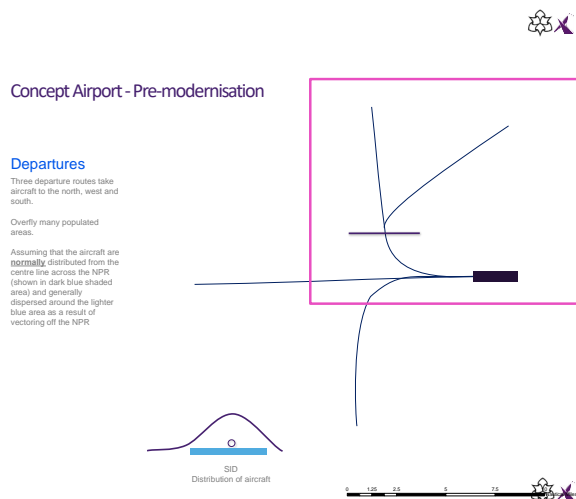 Concept Airport - Pre-modernisation
Departures
Three departure routes take
aircraft to the north, west and
south.
Overfly many populated
areas.
Assuming that the aircraft are
normally distributed from the
centre line across the NPR
(shown in dark blue shaded
area) and generally
dispersed around the lighter
blue area as a result of
vectoring off the NPR
SID
Distribution of aircraft
0 1.25 2.5 5 7.5